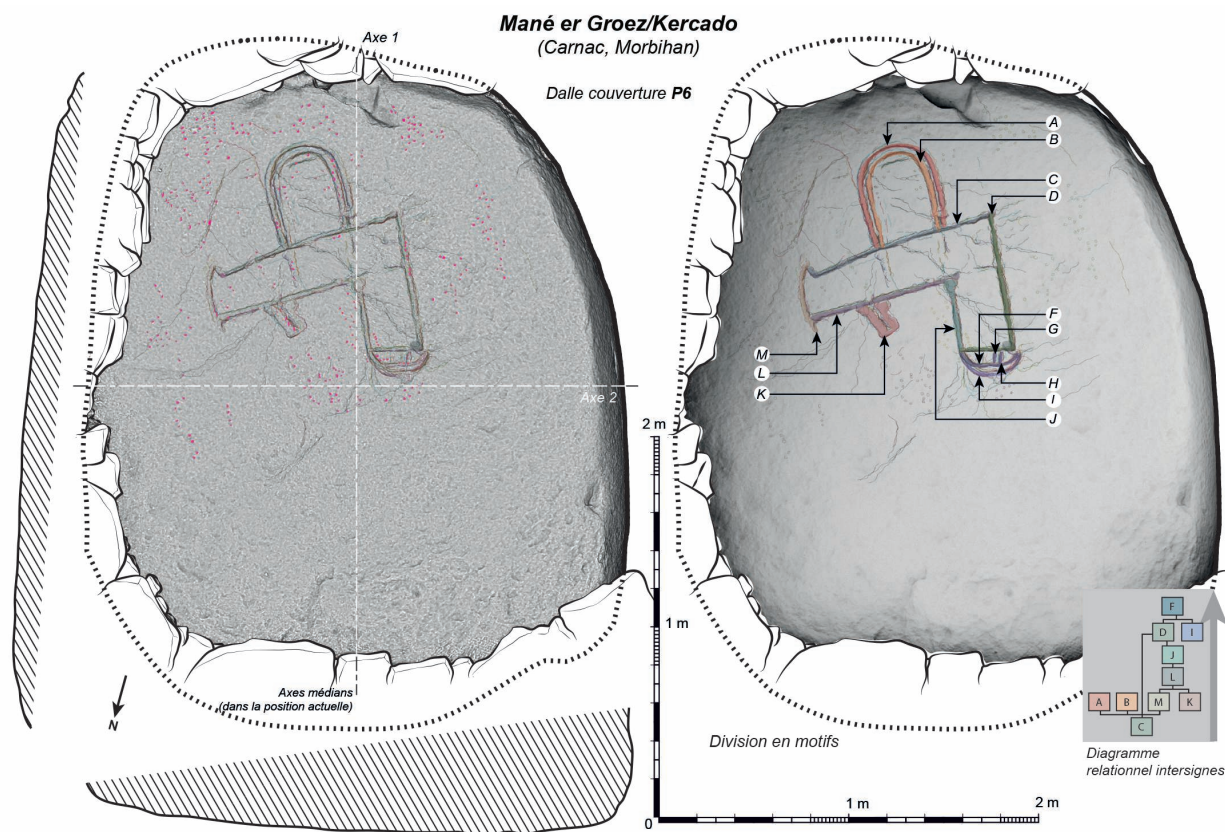 Mané er Groez/Kercado
(Carnac, Morbihan)
Dalle couverture P6
Axe 1
Axe 2
Axes médians
(dans la position actuelle)
N
A
B
C
D
F
G
H
I
J
M
L
K
2 m
1 m
0
1 m
2 m
Division en motifs
F
D
I
J
L
A
B
M
K
C
Diagramme
relationnel intersignes